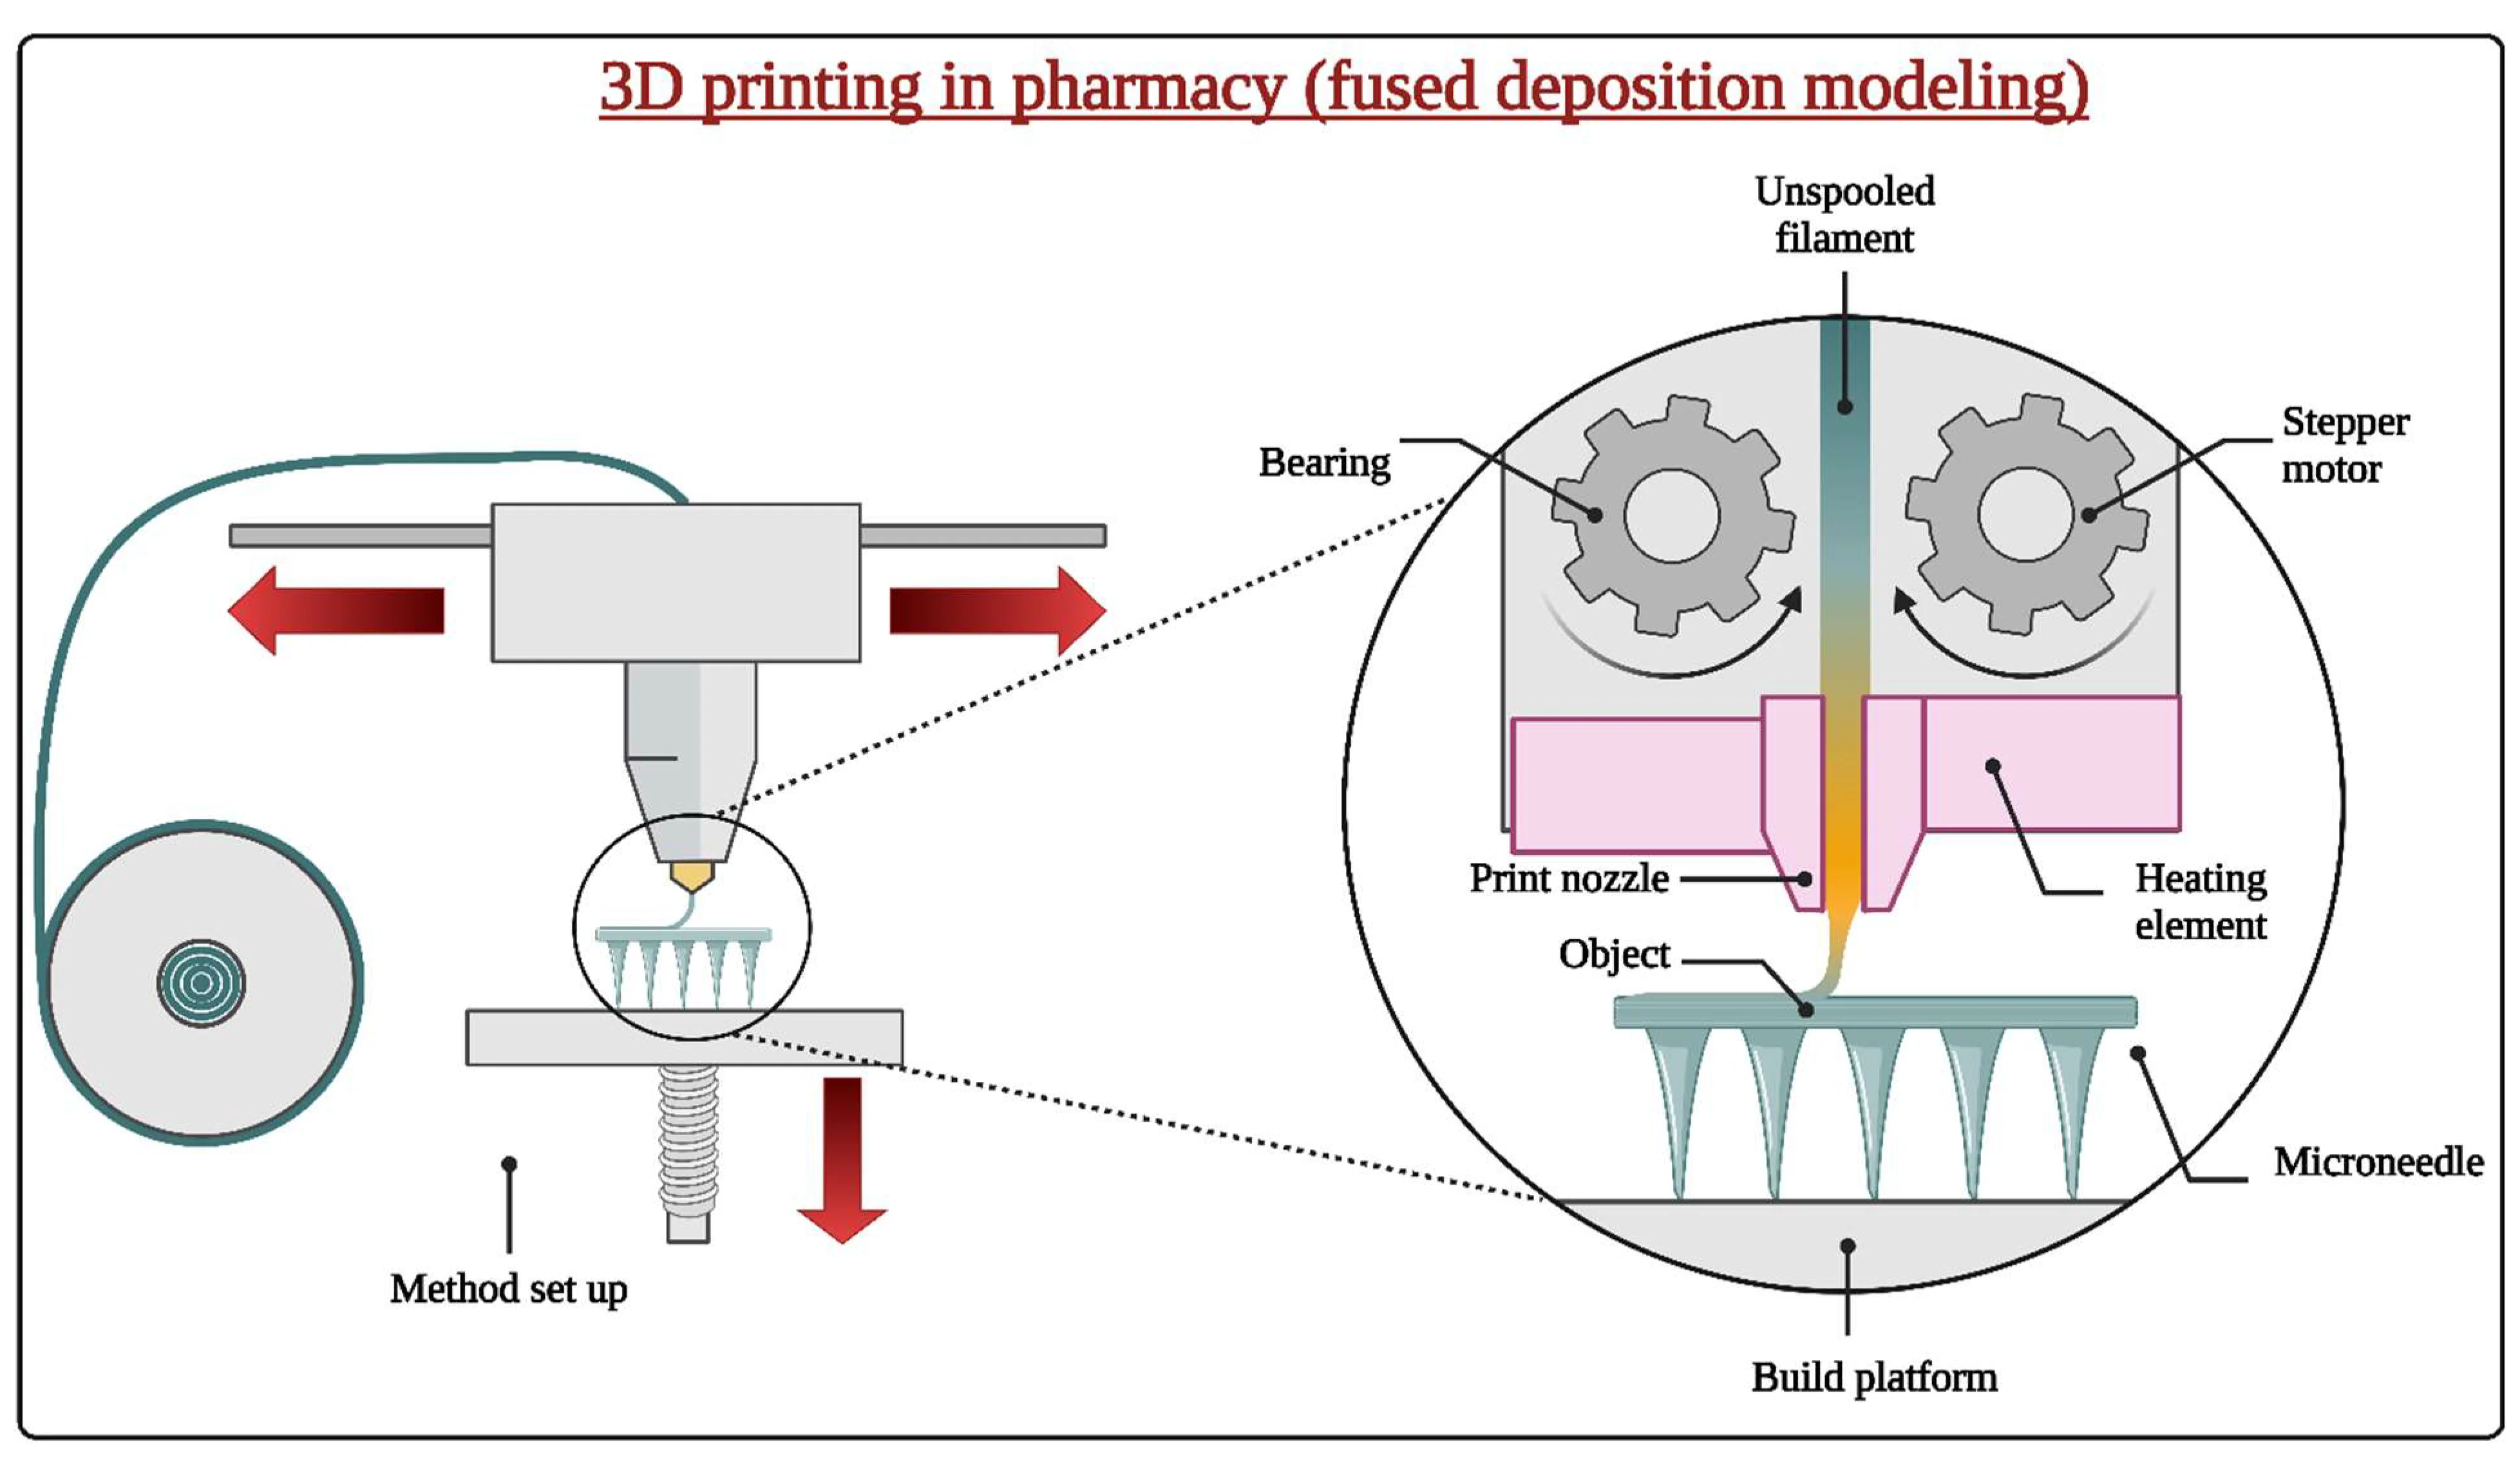 3D printing in pharmacy (fused deposition modeling)
Unspooled
filament
Bearing
Stepper
motor
Print nozzle
Heating
element
Object
Microneedle
Method set up
Build platform